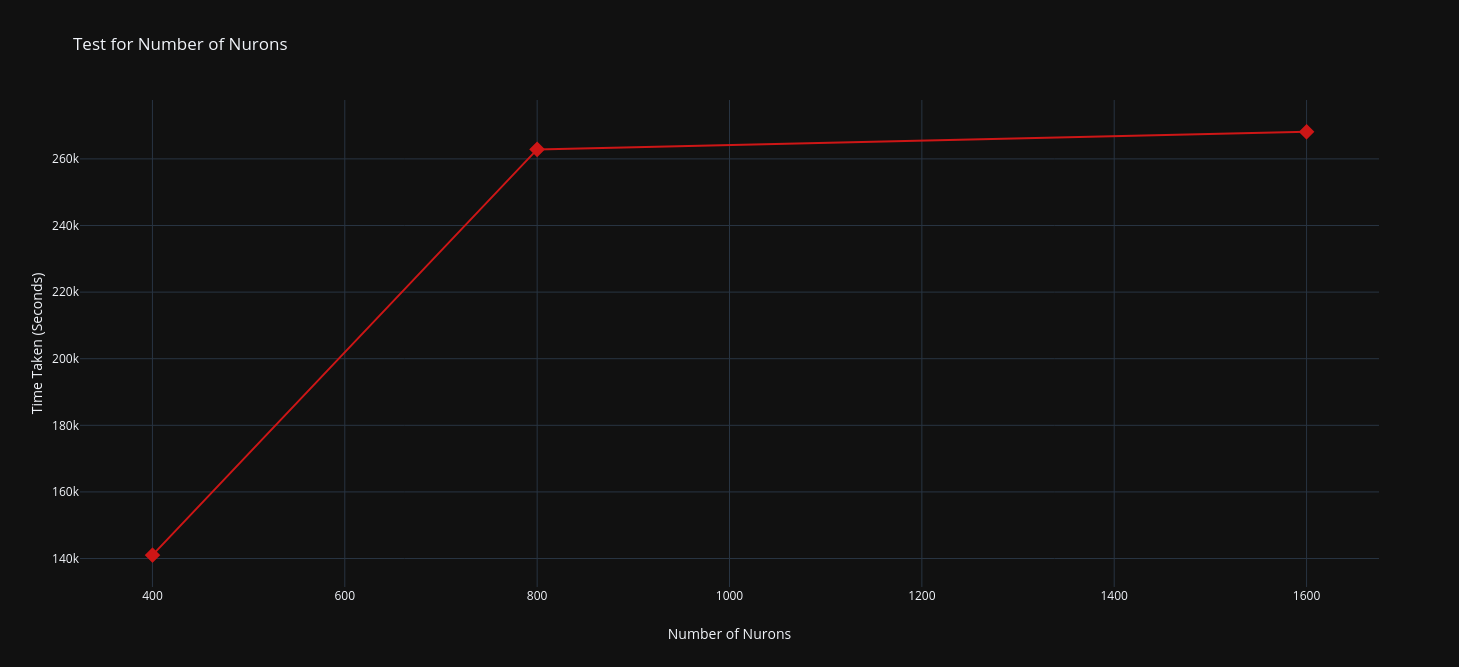 Test for Number of Nurons
260k
240k
220k
200k
180k
160k
140k
Time Taken (Seconds)
400 600 800 1000 1200 1400 1600
Number of Nurons